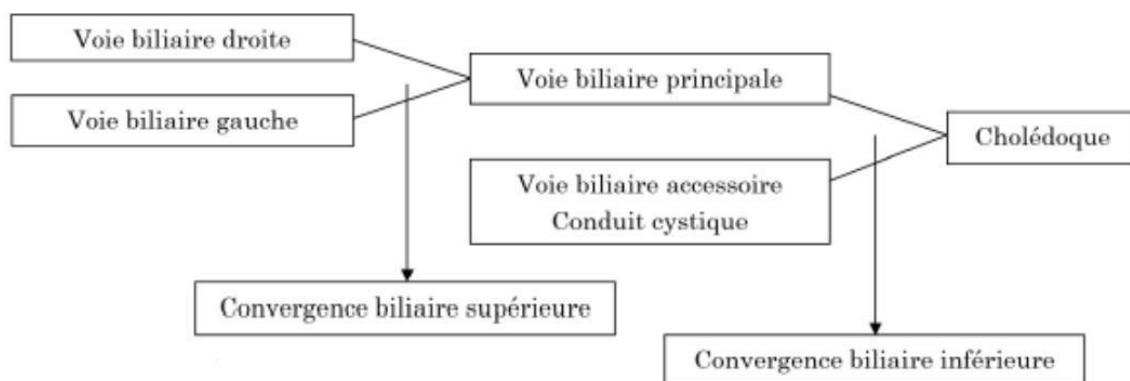 Voie biliaire droite
Voie biliaire gauche
Voie biliaire principale
Cholédoque
Voie biliaire accessoire
Conduit cystique
Convergence biliaire supérieure
Convergence biliaire inférieure